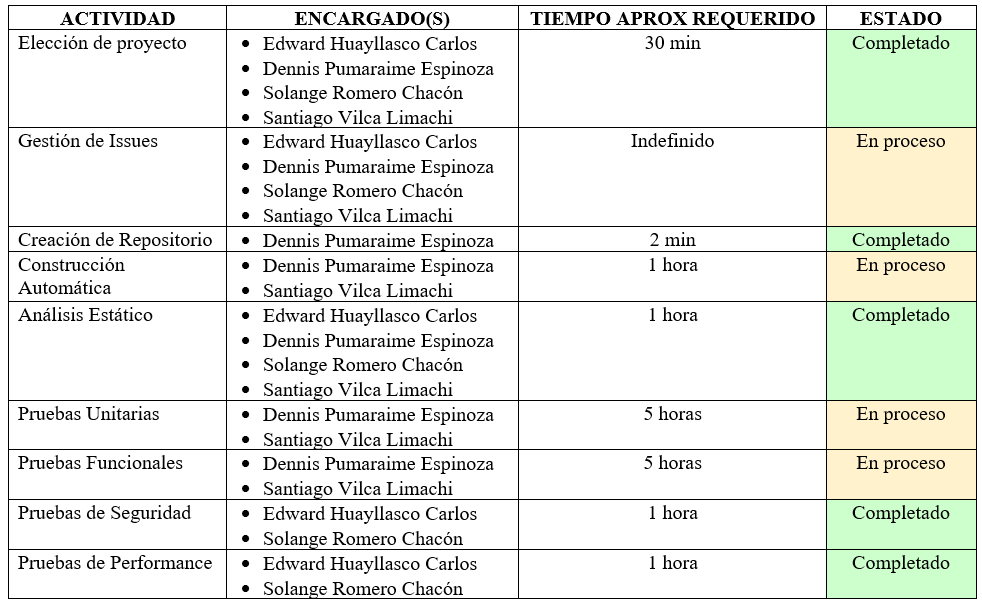 ACTIVIDAD ENCARGADO(S) TIEMPO APROX REQUERIDO ESTADO
Elección de proyecto • Edward Huayllasco Carlos 30 min Completado
• Dennis Pumaraime Espinoza
• Solange Romero Chacón
• Santiago Vilca Limachi
Gestión de Issues • Edward Huayllasco Carlos Indefinido En proceso
• Dennis Pumaraime Espinoza
• Solange Romero Chacón
• Santiago Vilca Limachi
Creación de Repositorio • Dennis Pumaraime Espinoza 2 min Completado
Construcción • Dennis Pumaraime Espinoza 1 hora En proceso
Automática • Santiago Vilca Limachi
Análisis Estático • Edward Huayllasco Carlos 1 hora Completado
• Dennis Pumaraime Espinoza
• Solange Romero Chacón
• Santiago Vilca Limachi
Pruebas Unitarias • Dennis Pumaraime Espinoza 5 horas En proceso
• Santiago Vilca Limachi
Pruebas Funcionales • Dennis Pumaraime Espinoza 5 horas En proceso
• Santiago Vilca Limachi
Pruebas de Seguridad • Edward Huayllasco Carlos 1 hora Completado
• Solange Romero Chacón
Pruebas de Performance • Edward Huayllasco Carlos 1 hora Completado
• Solange Romero Chacón